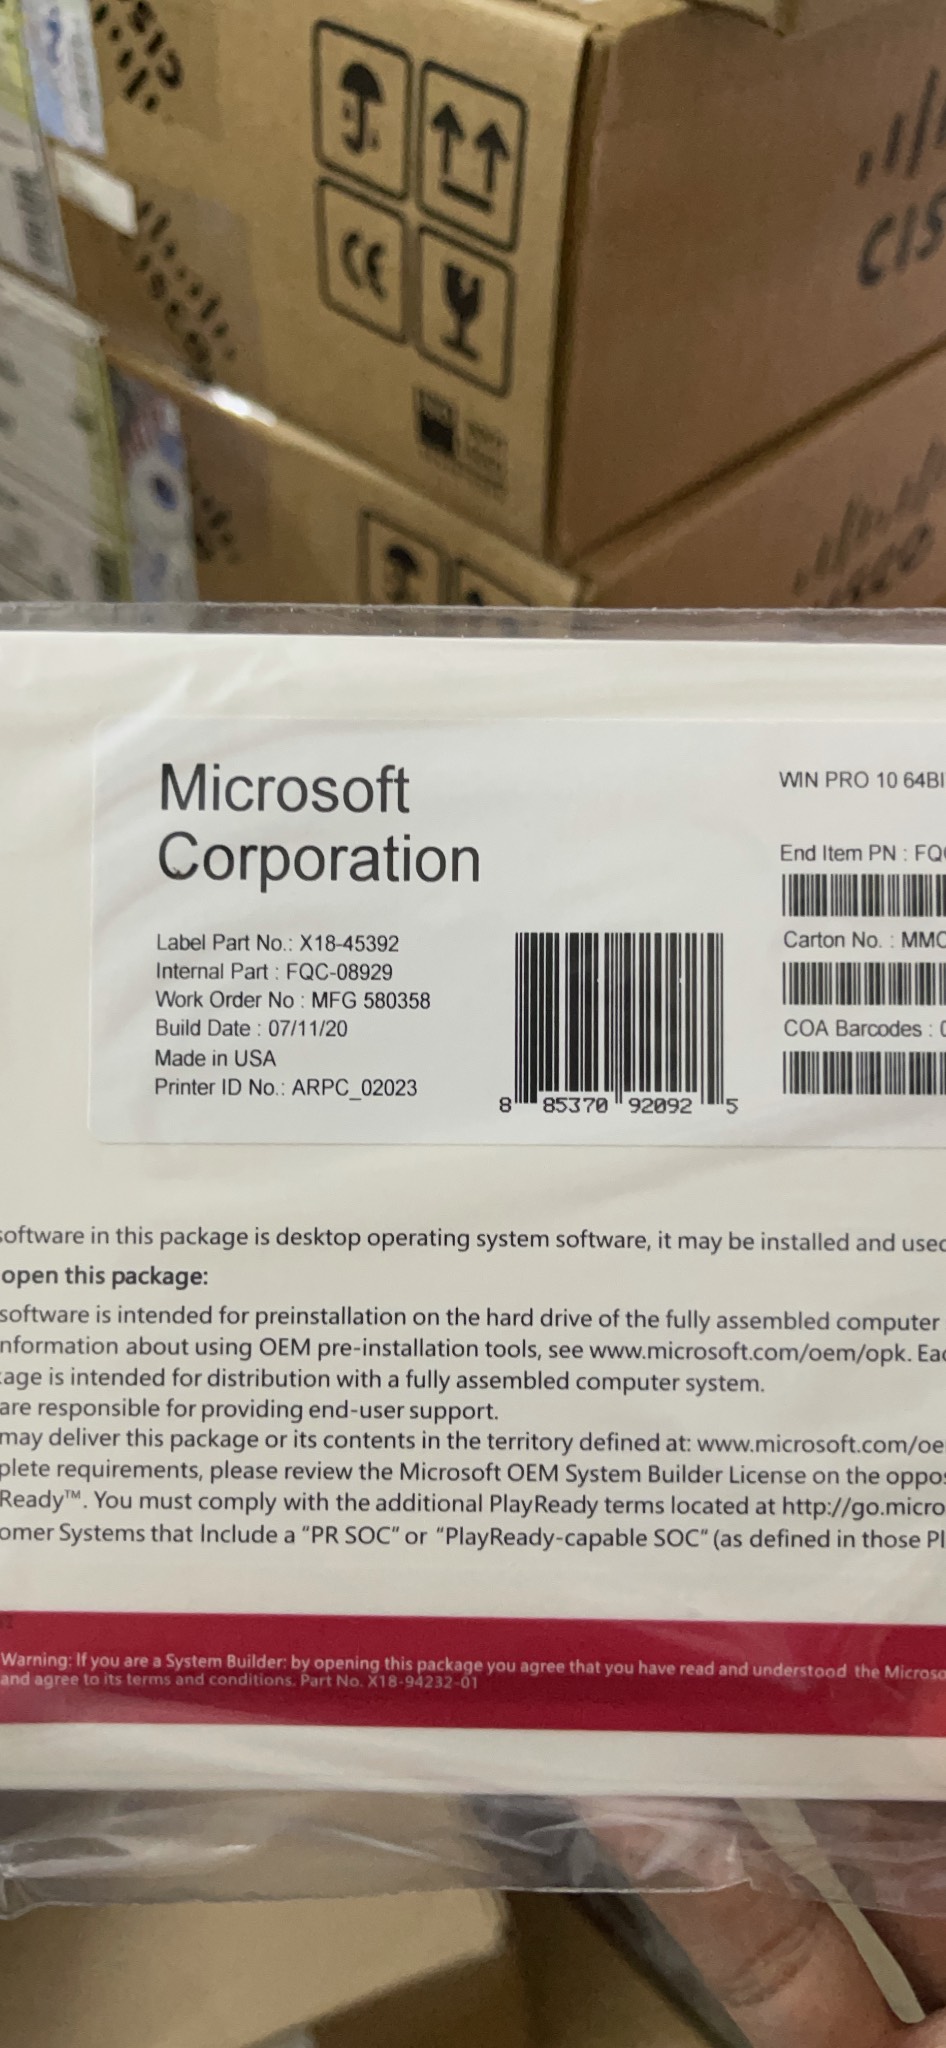 CISCO
CIS
CISCO
Microsoft
Corporation
Label Part No.: X18-45392
Internal Part : FQC-08929
Work Order No : MFG 580358
Build Date : 07/11/20
Made in USA
Printer ID No.: ARPC_02023
8 85370 92092 5
WIN PRO 10 64BI
End Item PN : FQ
Carton No. : MMC
COA Barcodes : 0
software in this package is desktop operating system software, it may be installed and used
open this package:
software is intended for preinstallation on the hard drive of the fully assembled computer
nformation about using OEM pre-installation tools, see www.microsoft.com/oem/opk. Eac
age is intended for distribution with a fully assembled computer system.
are responsible for providing end-user support.
may deliver this package or its contents in the territory defined at: www.microsoft.com/oe
plete requirements, please review the Microsoft OEM System Builder License on the oppos
Ready™. You must comply with the additional PlayReady terms located at http://go.micro
omer Systems that Include a “PR SOC” or “PlayReady-capable SOC“ (as defined in those Pl
Warning: If you are a System Builder: by opening this package you agree that you have read and understood the Microso
and agree to its terms and conditions. Part No. X18-94232-01